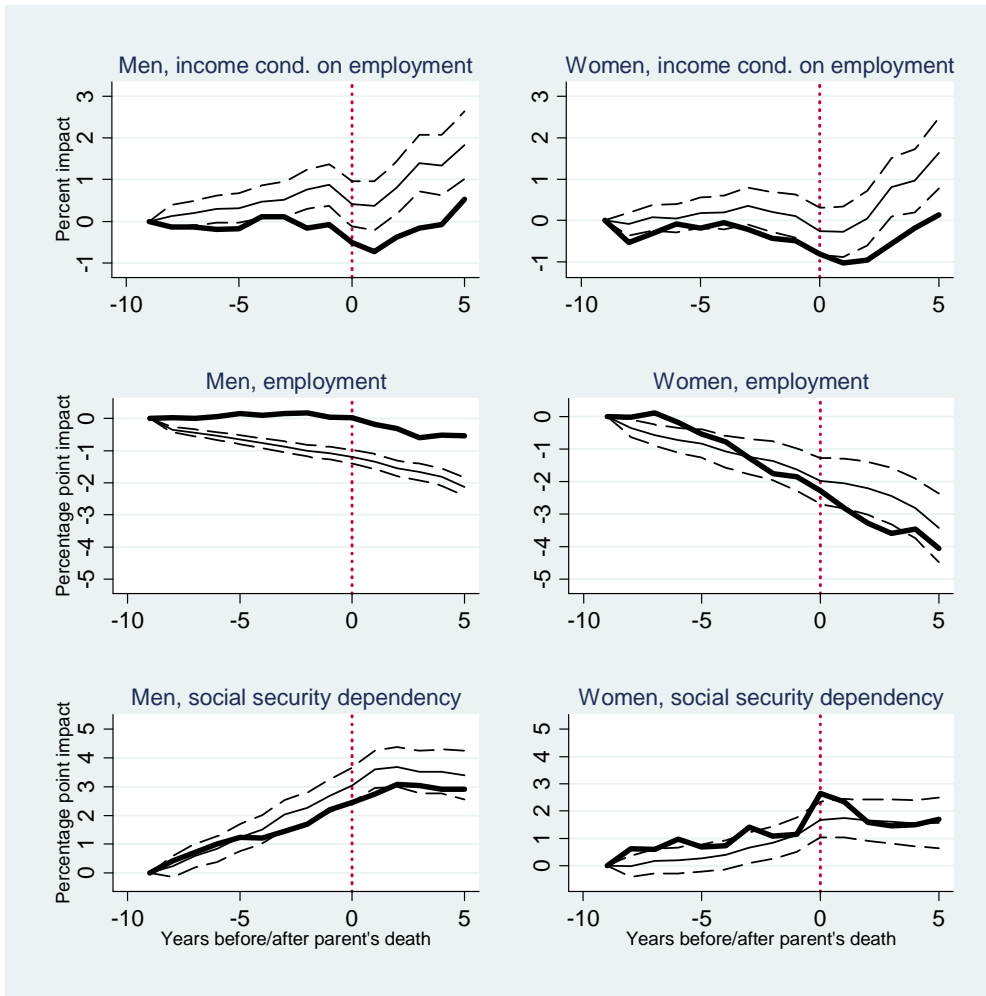 Men, income cond. on employment
Percent impact
3
2
1
0
-1
-10 -5 0 5
Women, income cond. on employment
3
2
1
0
-1
-10 -5 0 5
Men, employment
Percentage point impact
0
-1
-2
-3
-4
-5
-10 -5 0 5
Women, employment
0
-1
-2
-3
-4
-5
-10 -5 0 5
Men, social security dependency
Percentage point impact
5
4
3
2
1
0
-10 -5 0 5
Years before/after parent's death
Women, social security dependency
5
4
3
2
1
0
-10 -5 0 5
Years before/after parent's death